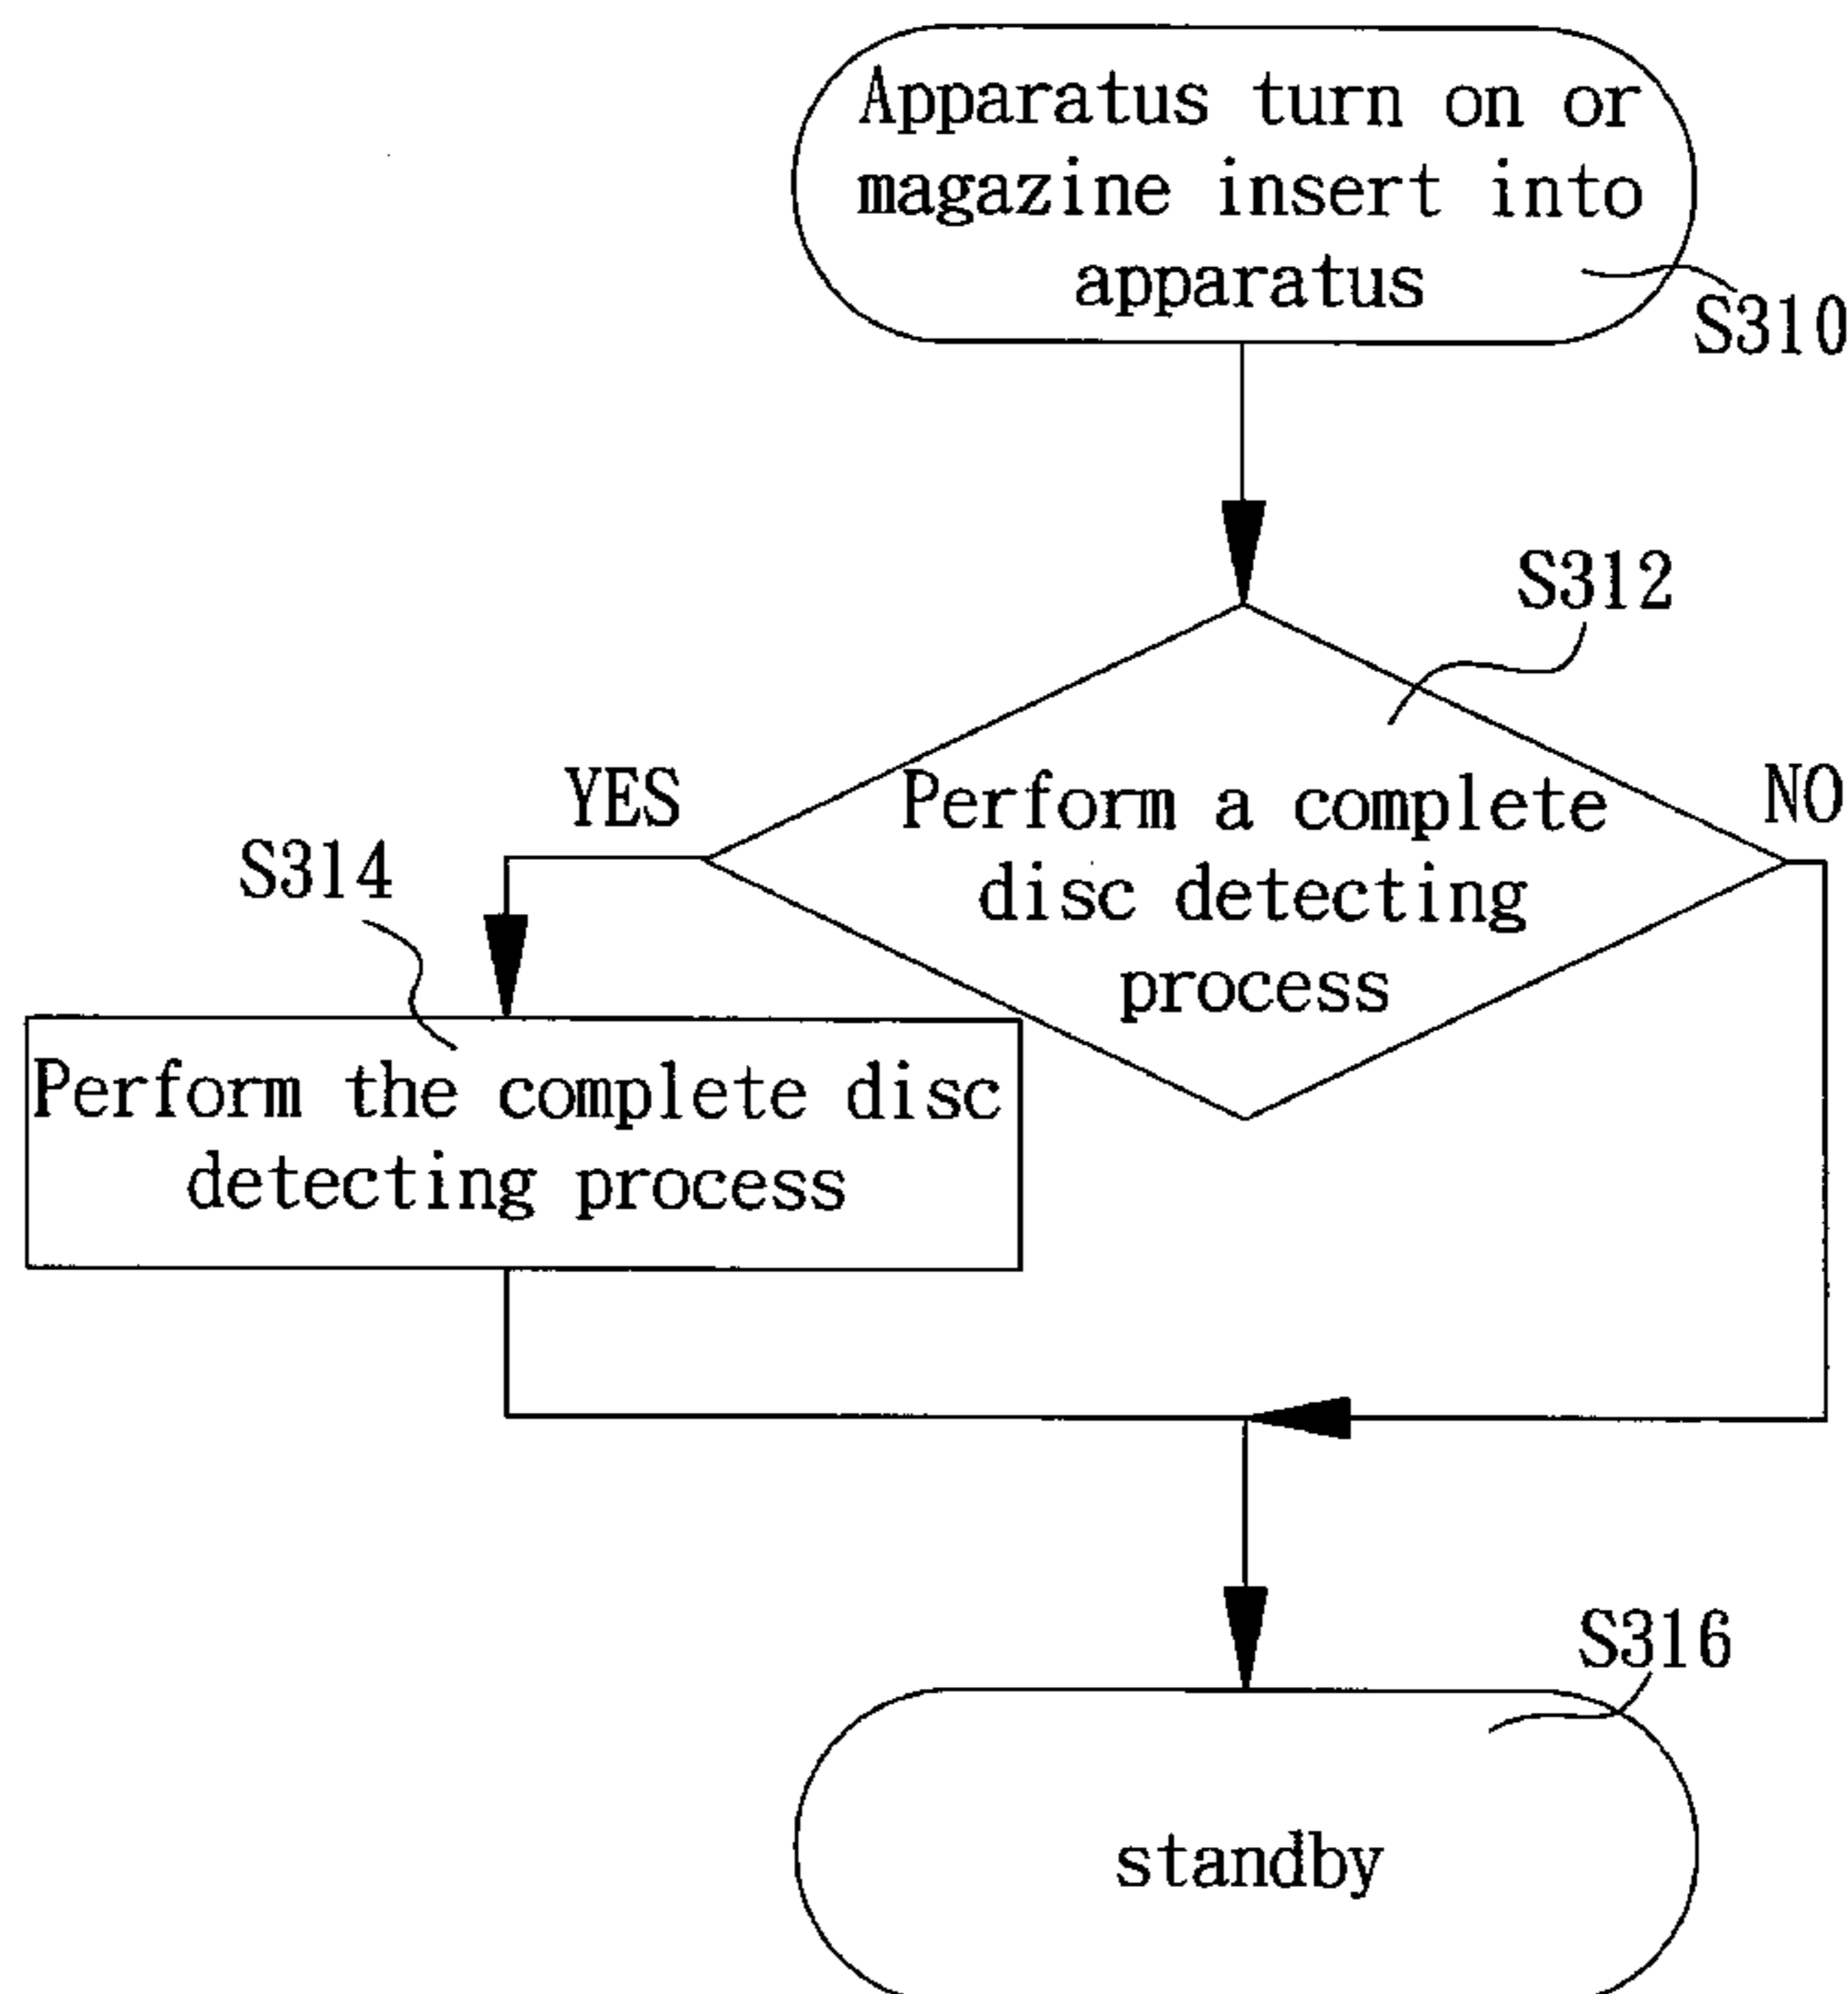 Apparatus turn on or
magazine insert into
apparatus
S310
S312
YES
NO
Perform a complete
disc detecting
process
S314
Perform the complete disc
detecting process
S316
standby